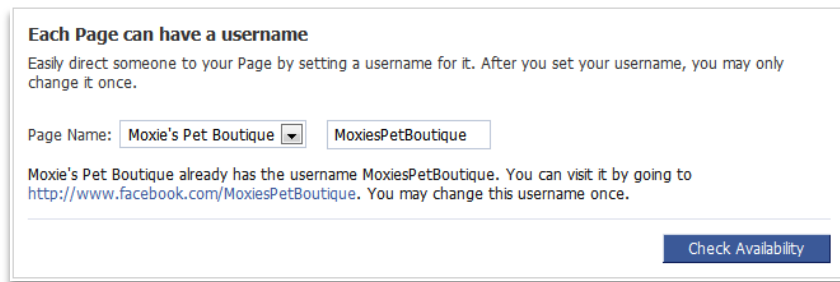 Each Page can have a username
Easily direct someone to your Page by setting a username for it. After you set your username, you may only
change it once.
Page Name: Moxie's Pet Boutique MoxiesPetBoutique
Moxie's Pet Boutique already has the username MoxiesPetBoutique. You can visit it by going to
http://www.facebook.com/MoxiesPetBoutique. You may change this username once.
Check Availability